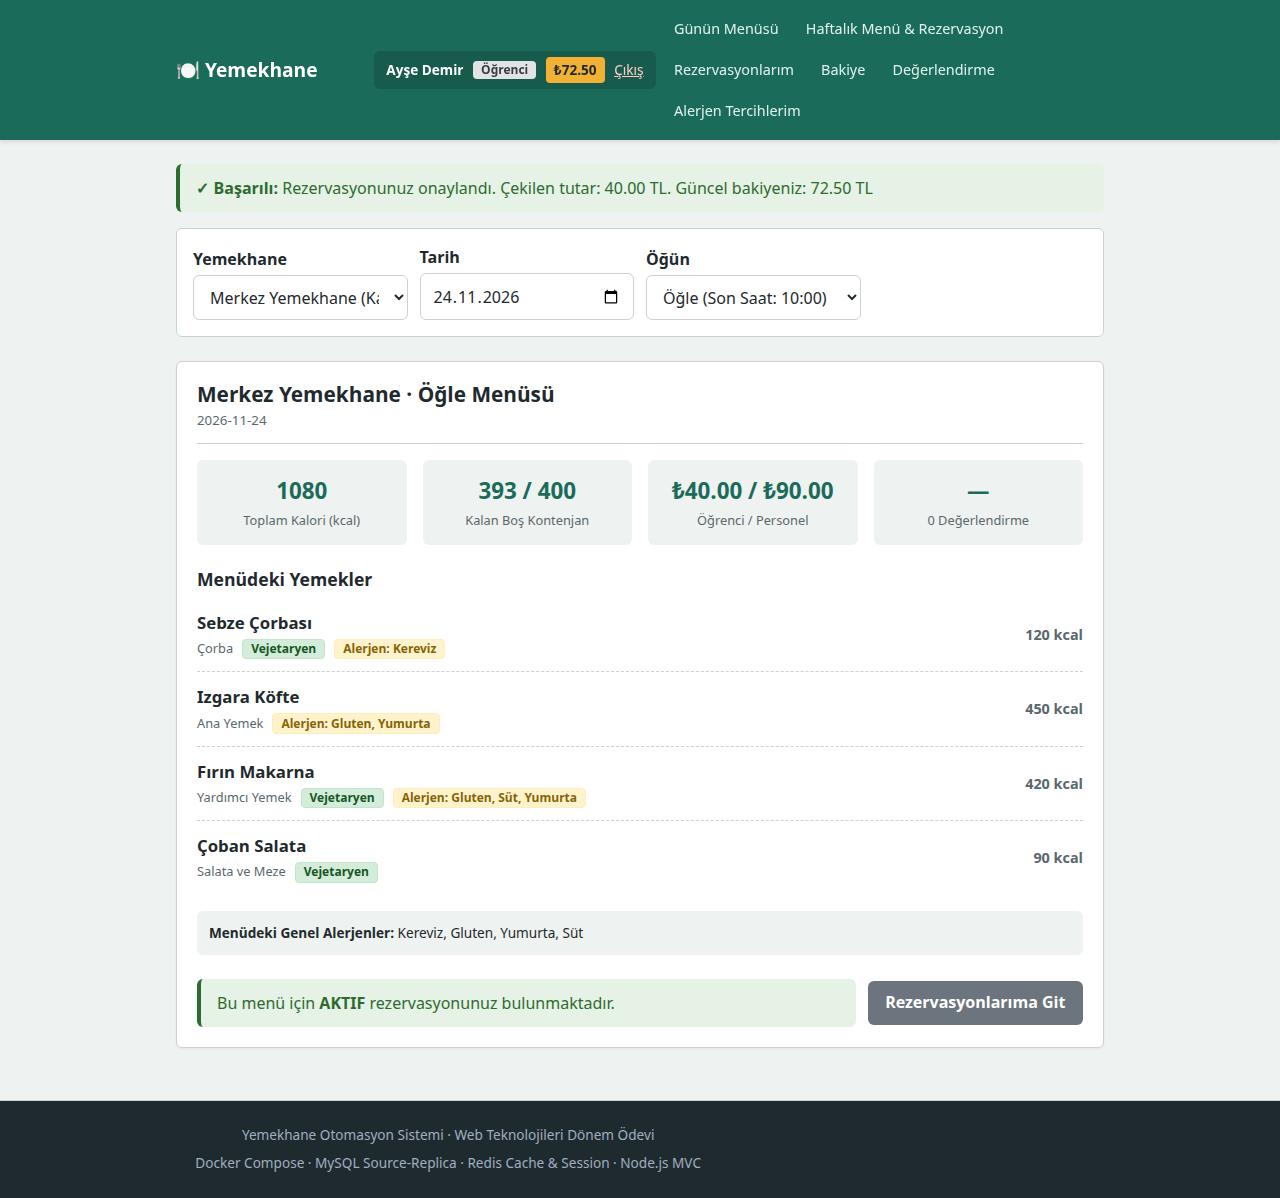 🍽️ Yemekhane
Ayşe Demir Öğrenci ₺72.50 Çıkış
Günün Menüsü Haftalık Menü & Rezervasyon
Rezervasyonlarım Bakiye Değerlendirme
Alerjen Tercihlerim
✓ Başarılı: Rezervasyonunuz onaylandı. Çekilen tutar: 40.00 TL. Güncel bakiyeniz: 72.50 TL
Yemekhane Tarih Öğün
Merkez Yemekhane (Ka 24.11.2026 Öğle (Son Saat: 10:00)
Merkez Yemekhane · Öğle Menüsü
2026-11-24
1080 393 / 400 ₺40.00 / ₺90.00 —
Toplam Kalori (kcal) Kalan Boş Kontenjan Öğrenci / Personel 0 Değerlendirme
Menüdeki Yemekler
Sebze Çorbası
Çorba Vejetaryen Alerjen: Kereviz
120 kcal
Izgara Köfte
Ana Yemek Alerjen: Gluten, Yumurta
450 kcal
Fırın Makarna
Yardımcı Yemek Vejetaryen Alerjen: Gluten, Süt, Yumurta
420 kcal
Çoban Salata
Salata ve Meze Vejetaryen
90 kcal
Menüdeki Genel Alerjenler: Kereviz, Gluten, Yumurta, Süt
Bu menü için AKTIF rezervasyonunuz bulunmaktadır. Rezervasyonlarıma Git
Yemekhane Otomasyon Sistemi · Web Teknolojileri Dönem Ödevi
Docker Compose · MySQL Source-Replica · Redis Cache & Session · Node.js MVC